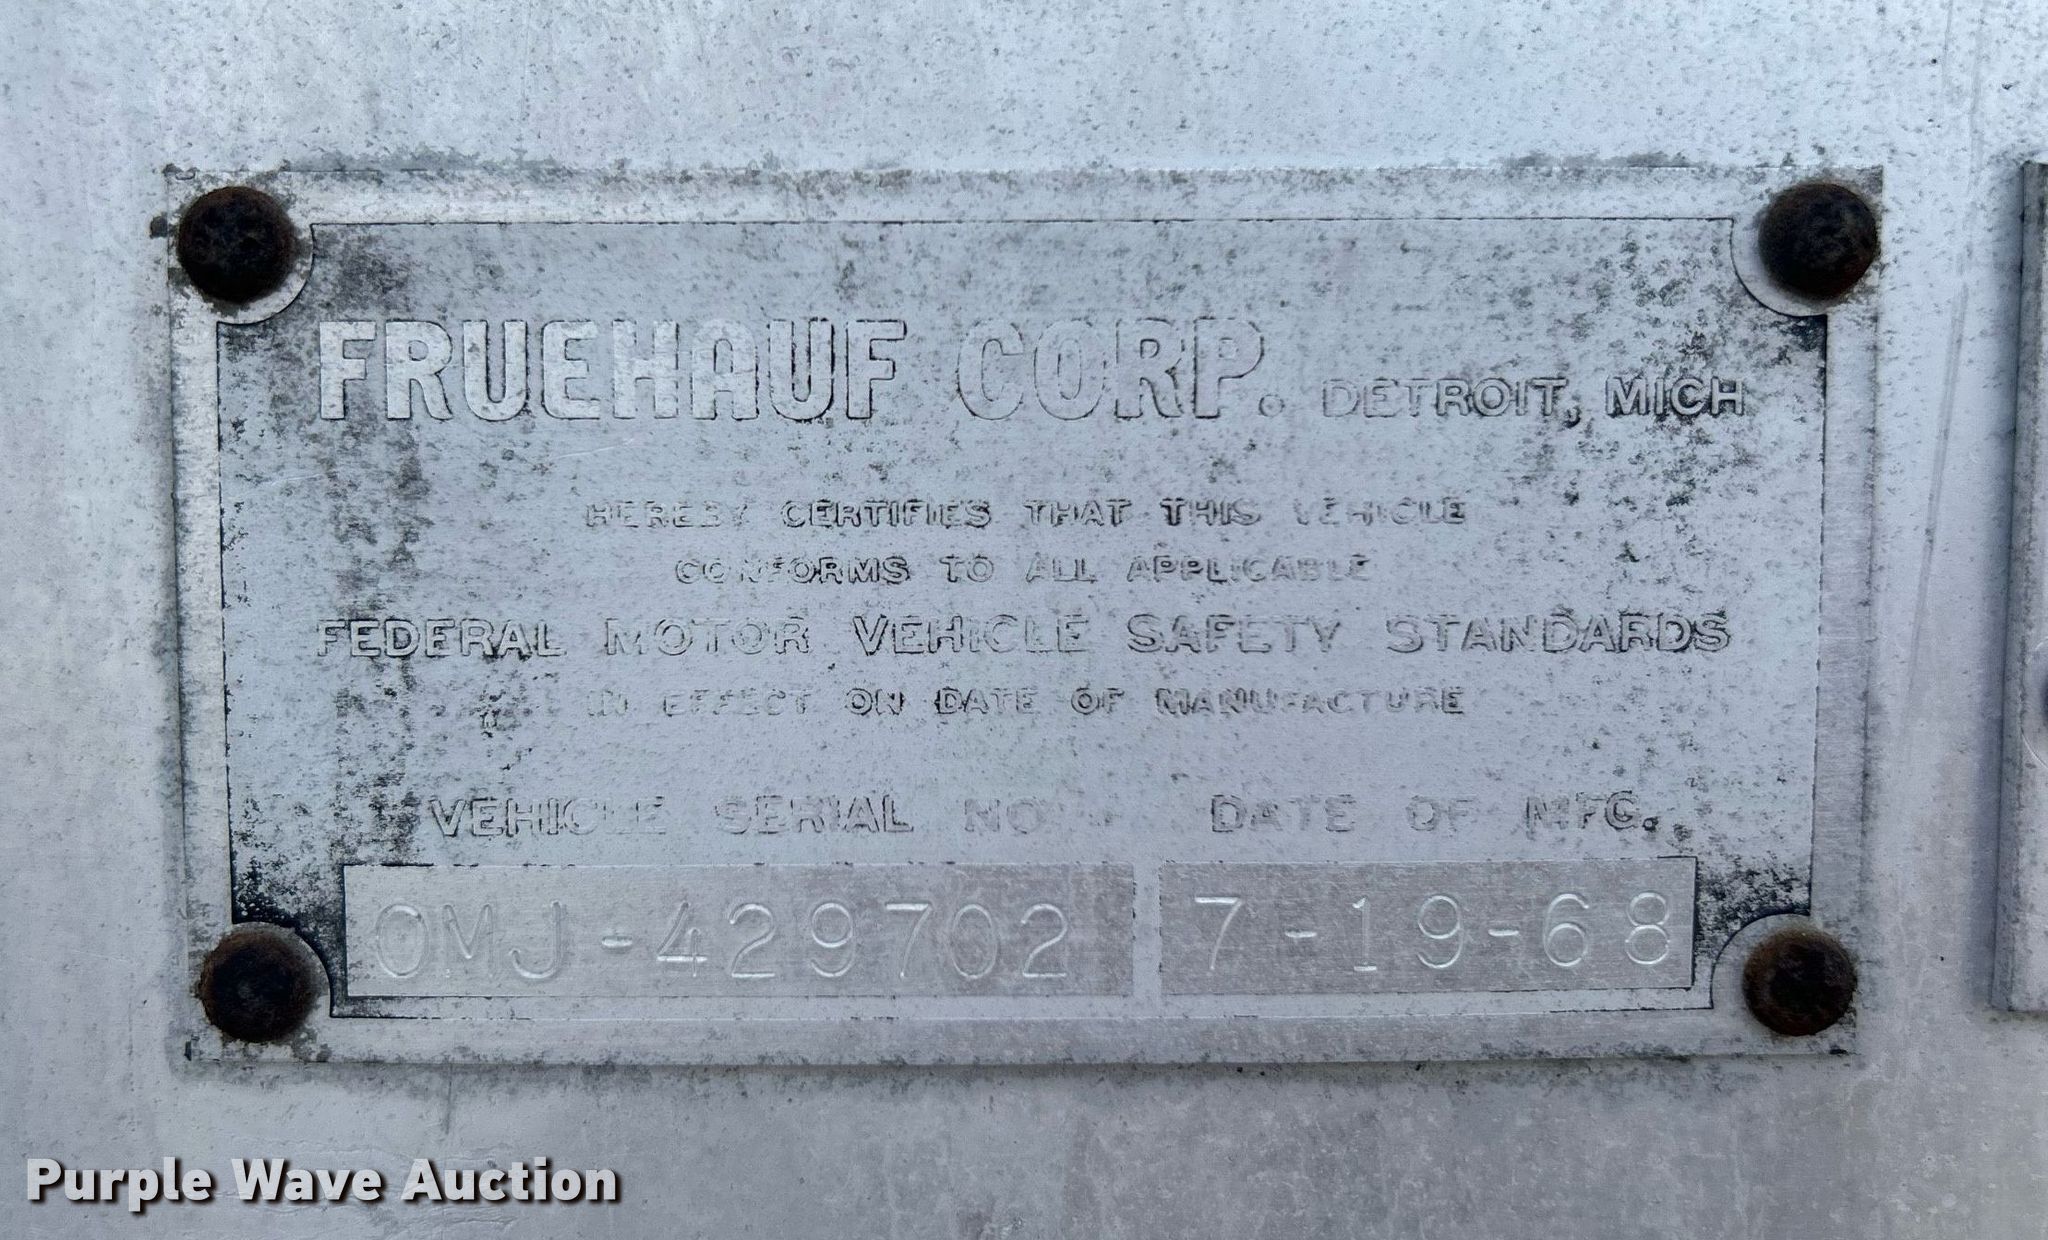 FRUEHAUF CORP. DETROIT, MICH
HEREBY CERTIFIES THAT THIS VEHICLE
CONFORMS TO ALL APPLICABLE
FEDERAL MOTOR VEHICLE SAFETY STANDARDS
IN EFFECT ON DATE OF MANUFACTURE
VEHICLE SERIAL NO. DATE OF MFG.
OMJ-429702 7-19-68
Purple Wave Auction